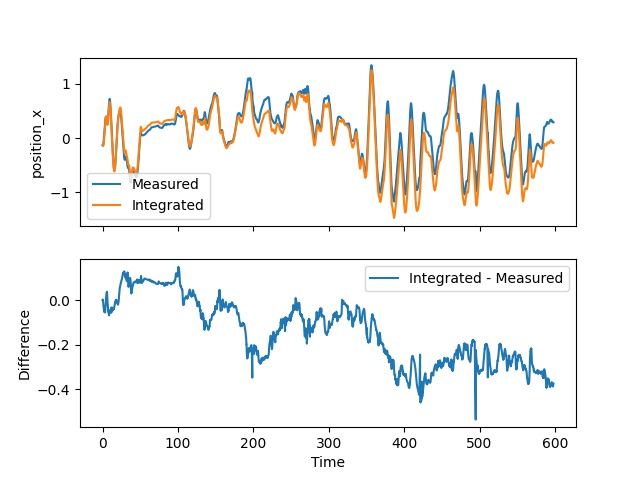 position_x
1
0
−1
Measured
Integrated
Difference
0.0
−0.2
−0.4
Integrated - Measured
0
100
200
300
400
500
600
Time